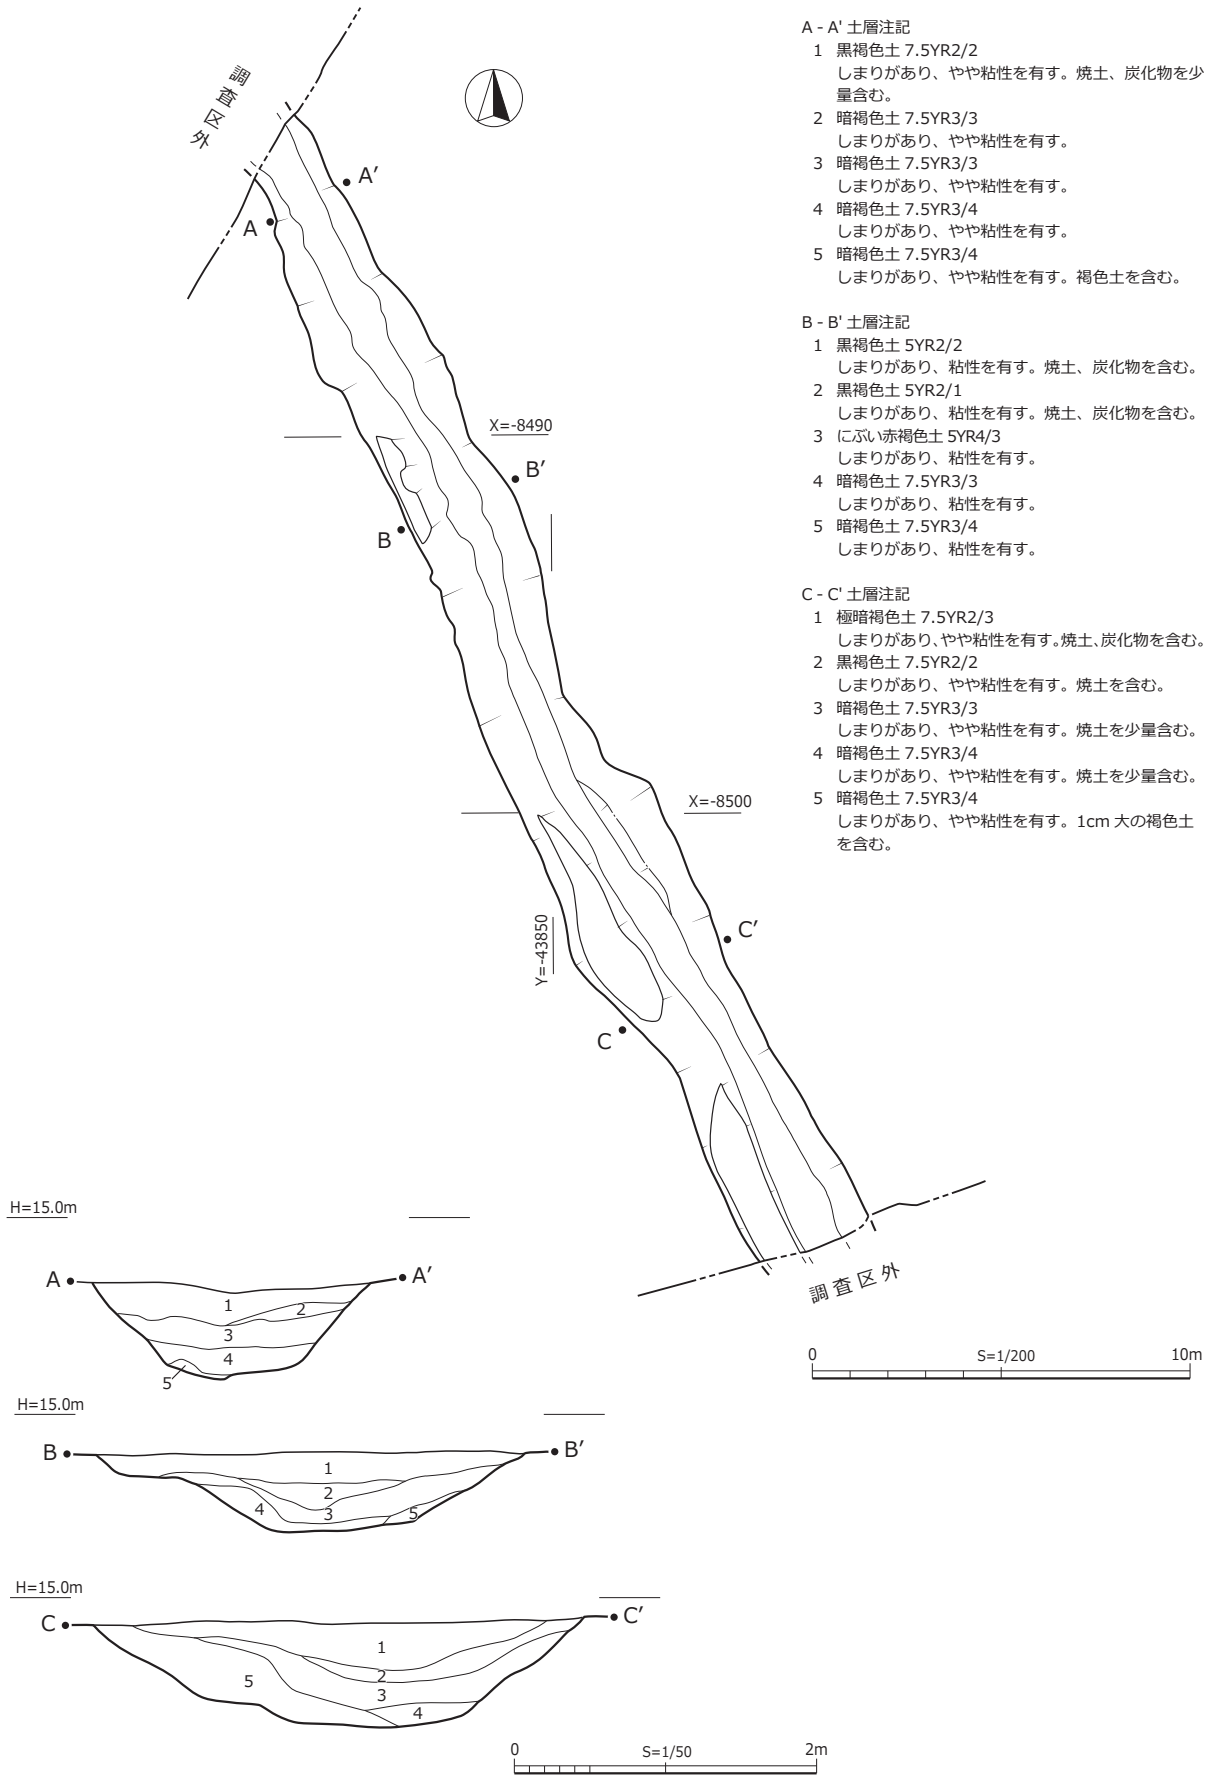 A - A' 土層注記
1 黒褐色土 7.5YR2/2
しまりがあり、やや粘性を有す。焼土、炭化物を少
量含む。
2 暗褐色土 7.5YR3/3
しまりがあり、やや粘性を有す。
3 暗褐色土 7.5YR3/3
しまりがあり、やや粘性を有す。
4 暗褐色土 7.5YR3/4
しまりがあり、やや粘性を有す。
5 暗褐色土 7.5YR3/4
しまりがあり、やや粘性を有す。褐色土を含む。
B - B' 土層注記
1 黒褐色土 5YR2/2
しまりがあり、粘性を有す。焼土、炭化物を含む。
2 黒褐色土 5YR2/1
しまりがあり、粘性を有す。焼土、炭化物を含む。
3 にぶい赤褐色土 5YR4/3
しまりがあり、粘性を有す。
4 暗褐色土 7.5YR3/3
しまりがあり、粘性を有す。
5 暗褐色土 7.5YR3/4
しまりがあり、粘性を有す。
C - C' 土層注記
1 極暗褐色土 7.5YR2/3
しまりがあり、やや粘性を有す。焼土、炭化物を含む。
2 黒褐色土 7.5YR2/2
しまりがあり、やや粘性を有す。焼土を含む。
3 暗褐色土 7.5YR3/3
しまりがあり、やや粘性を有す。焼土を少量含む。
4 暗褐色土 7.5YR3/4
しまりがあり、やや粘性を有す。焼土を少量含む。
5 暗褐色土 7.5YR3/4
しまりがあり、やや粘性を有す。1cm 大の褐色土
を含む。
調査区外
A′
A
X=-8490
B′
B
X=-8500
Y=-43850
C′
C
調査区外
0 S=1/200 10m
H=15.0m
A A′
1
2
3
4
5
H=15.0m
B B′
1
2
4 3 5
H=15.0m
C C′
1
2
5
3
4
0 S=1/50 2m